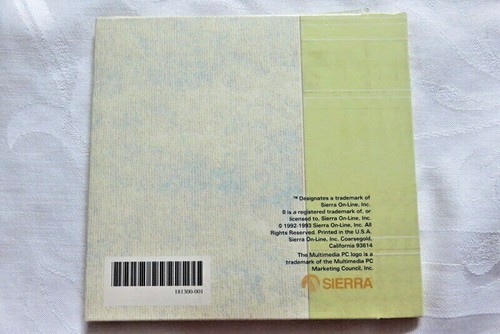 ™ Designates a trademark of
Sierra On-Line, Inc.
® is a registered trademark of, or
licensed to, Sierra On-Line, Inc.
© 1992-1993 Sierra On-Line, Inc. All
Rights Reserved. Printed in the U.S.A.
Sierra On-Line, Inc. Coarsegold,
California 93614
The Multimedia PC logo is a
trademark of the Multimedia PC
Marketing Council, Inc.
SIERRA
181300-001